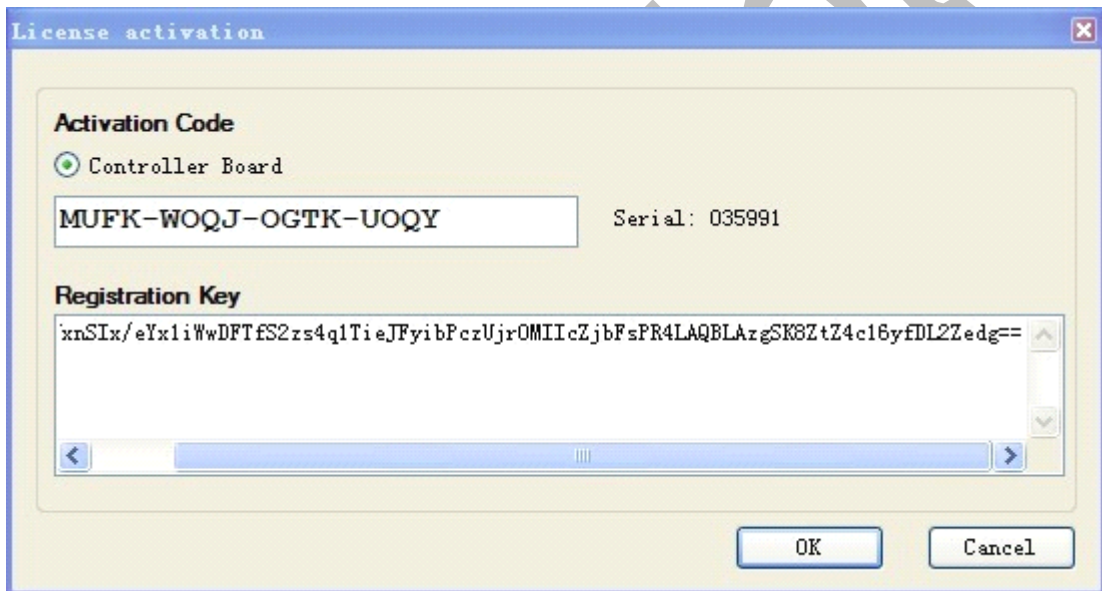 License activation
Activation Code
Controller Board
MUFK-WOQJ-OGTK-UOQY
Serial: 035991
Registration Key
xnSIx/eYx1iWwDFTfS2zs4q1TieJFyibPczUjrOMIIcZjbFsPR4LAQBLAzgSK8ZtZ4c16yfDL2Zedg==
OK
Cancel